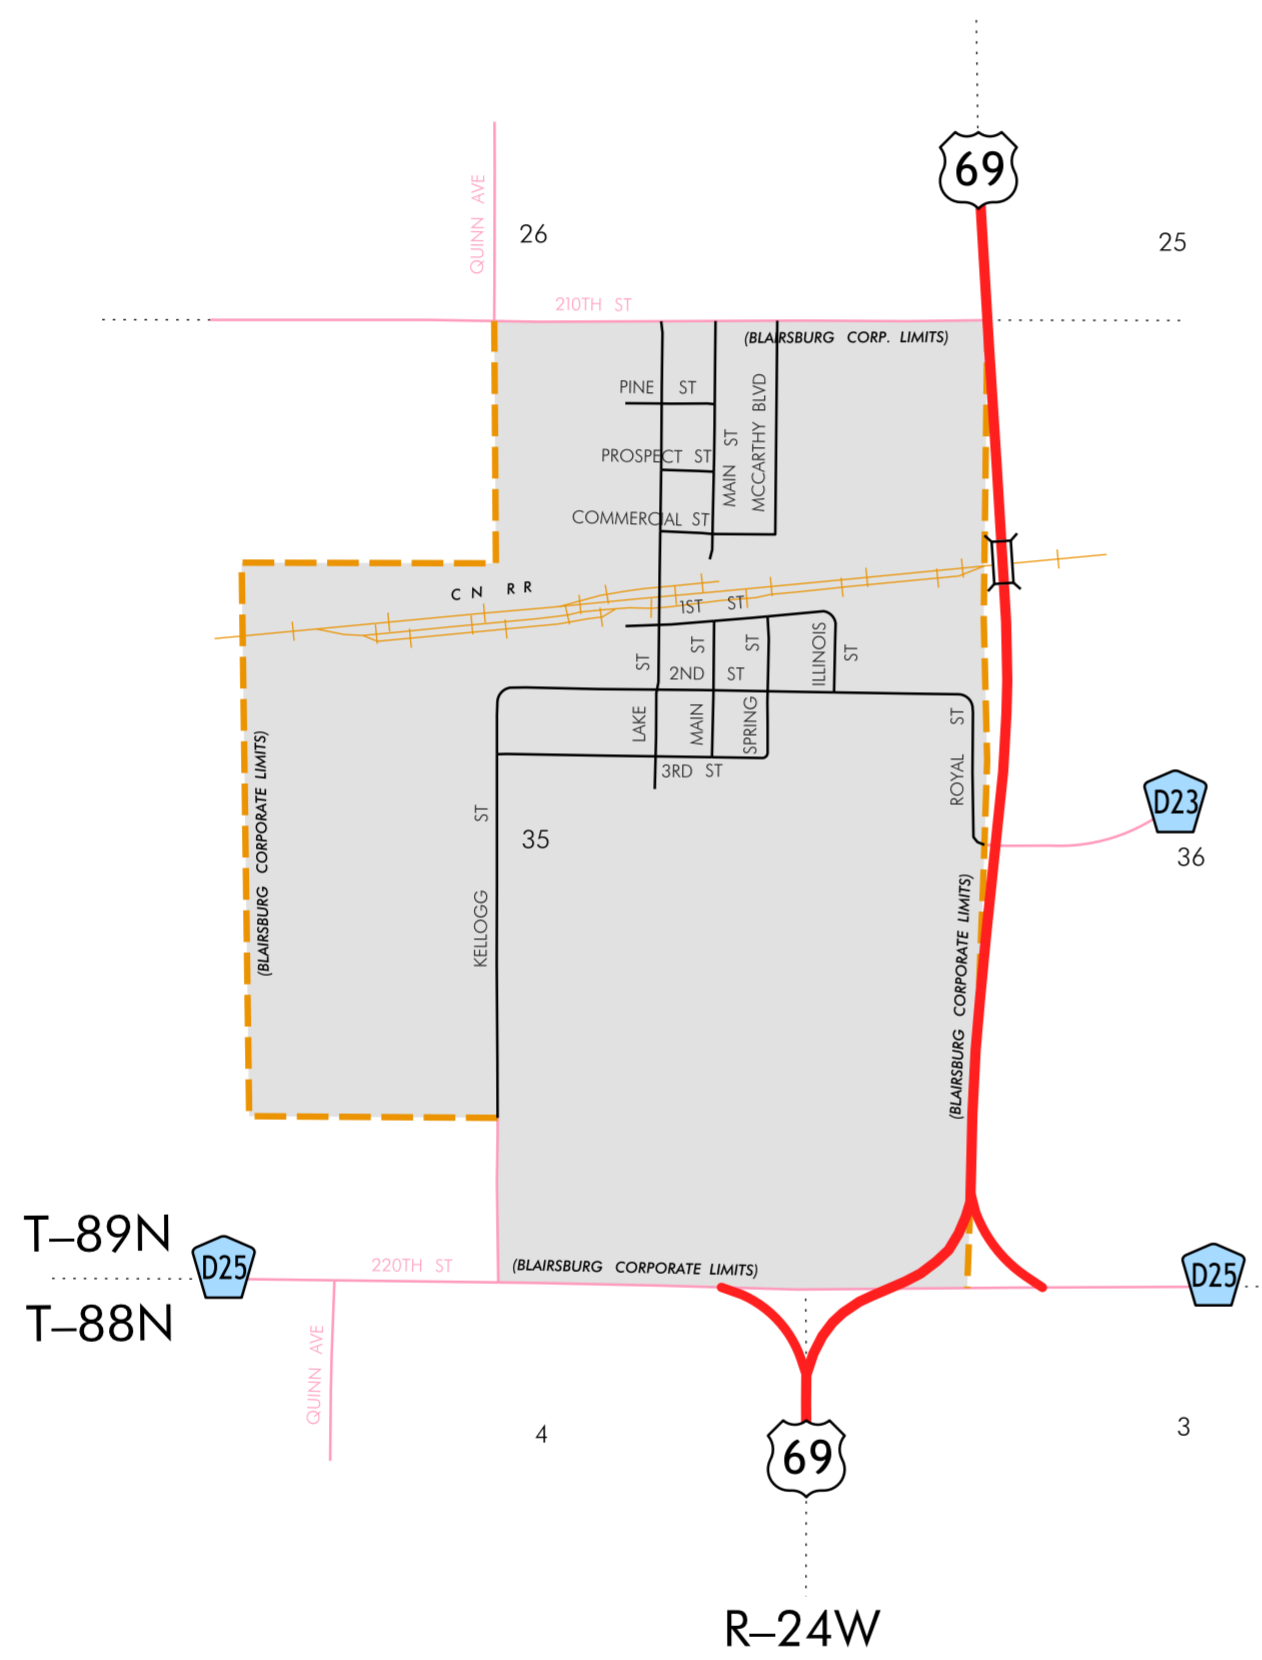 69
QUINN AVE
26
25
210TH ST
(BLAIRSBURG CORP. LIMITS)
PINE ST
MCCARTHY BLVD
MAIN ST
PROSPECT ST
COMMERCIAL ST
CN RR
1ST ST
ILLINOIS ST
LAKE ST
MAIN ST
SPRING ST
2ND ST
ROYAL ST
3RD ST
D23
(BLAIRSBURG CORPORATE LIMITS)
KELLOGG ST
35
36
(BLAIRSBURG CORPORATE LIMITS)
T–89N
D25
220TH ST
(BLAIRSBURG CORPORATE LIMITS)
D25
T–88N
QUINN AVE
4
3
69
R–24W